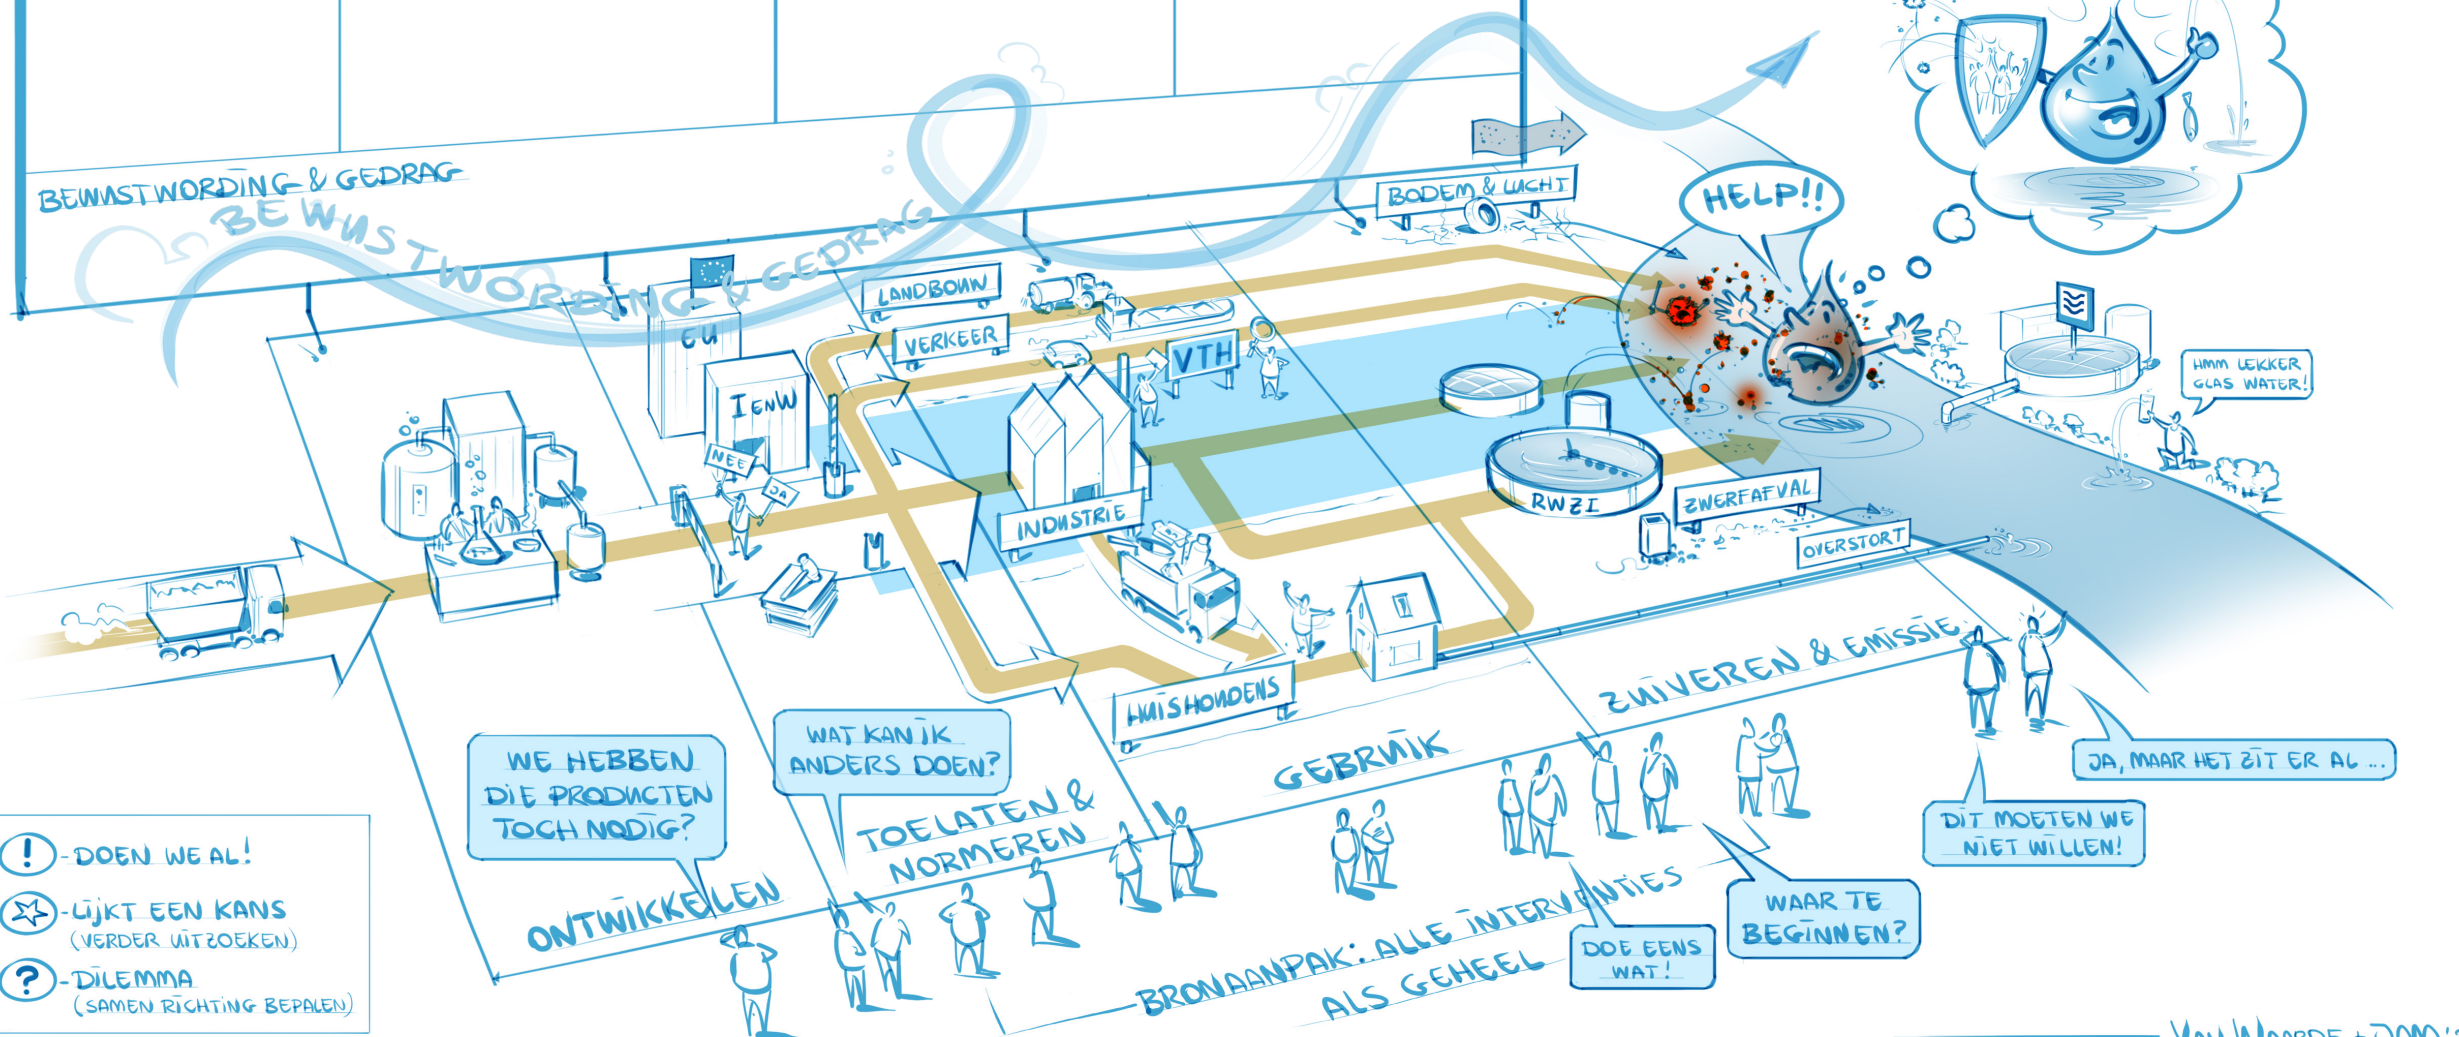 BEWUSTWORDING & GEDRAG
BEWUSTWORDING & GEDRAG
BODEM & LUCHT
HELP!!
EU
LANDBOUW
VERKEER
VTH
I ENW
NEE
JA
INDUSTRIE
HMM LEKKER
GLAS WATER!
RWZI
ZWERFAFVAL
OVERSTORT
HUISHOUDENS
WE HEBBEN
DIE PRODUCTEN
TOCH NODIG?
WAT KAN IK
ANDERS DOEN?
ONTWIKKELEN
TOELATEN &
NORMEREN
GEBRUIK
ZUIVEREN & EMISSIE
JA, MAAR HET ZIT ER AL ...
DIT MOETEN WE
NIET WILLEN!
WAAR TE
BEGINNEN?
DOE EENS
WAT!
BRONAANPAK: ALLE INTERVENTIES
ALS GEHEEL
! - DOEN WE AL!
- LIJKT EEN KANS
(VERDER UITZOEKEN)
? - DILEMMA
(SAMEN RICHTING BEPALEN)